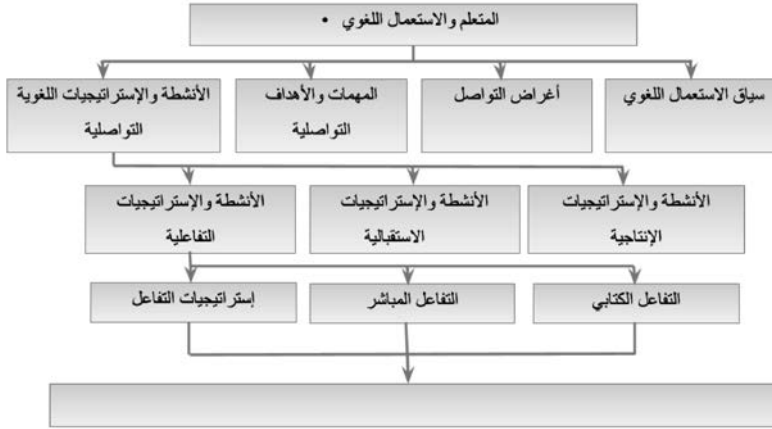 • المتعلم والاستعمال اللغوي
سياق الاستعمال اللغوي
أغراض التواصل
المهمات والأهداف
التواصلية
الأنشطة والإستراتيجيات اللغوية
التواصلية
الأنشطة والإستراتيجيات
الإنتاجية
الأنشطة والإستراتيجيات
الاستقبالية
الأنشطة والإستراتيجيات
التفاعلية
التفاعل الكتابي
التفاعل المباشر
إستراتيجيات التفاعل